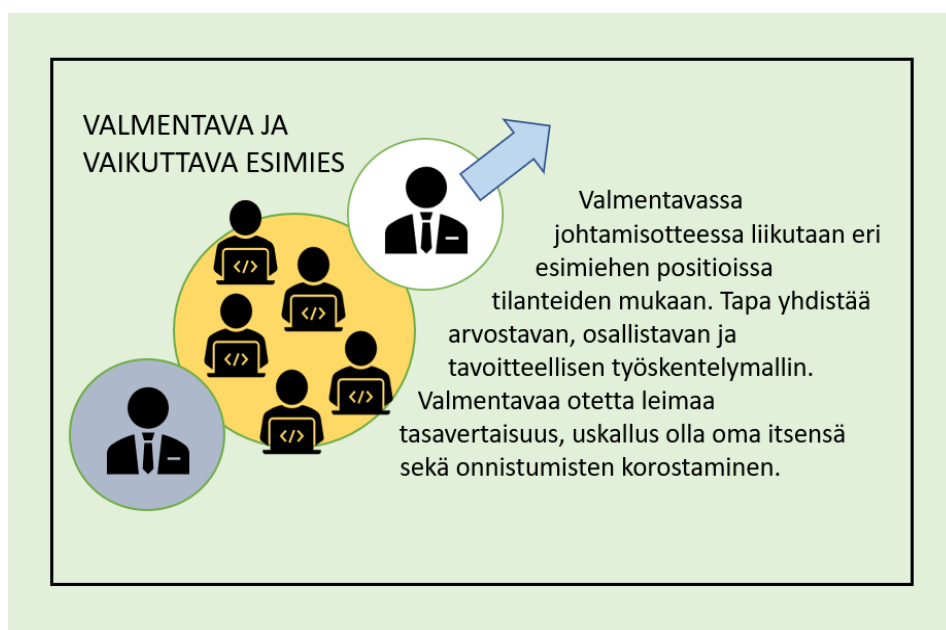 VALMENTAVA JA
VAIKUTTAVA ESIMIES
Valmentavassa
johtamisotteessa liikutaan eri
esimiehen positioissa
tilanteiden mukaan. Tapa yhdistää
arvostavan, osallistavan ja
tavoitteellisen työskentelymallin.
Valmentavaa otetta leimaa
tasavertaisuus, uskallus olla oma itsensä
sekä onnistumisten korostaminen.